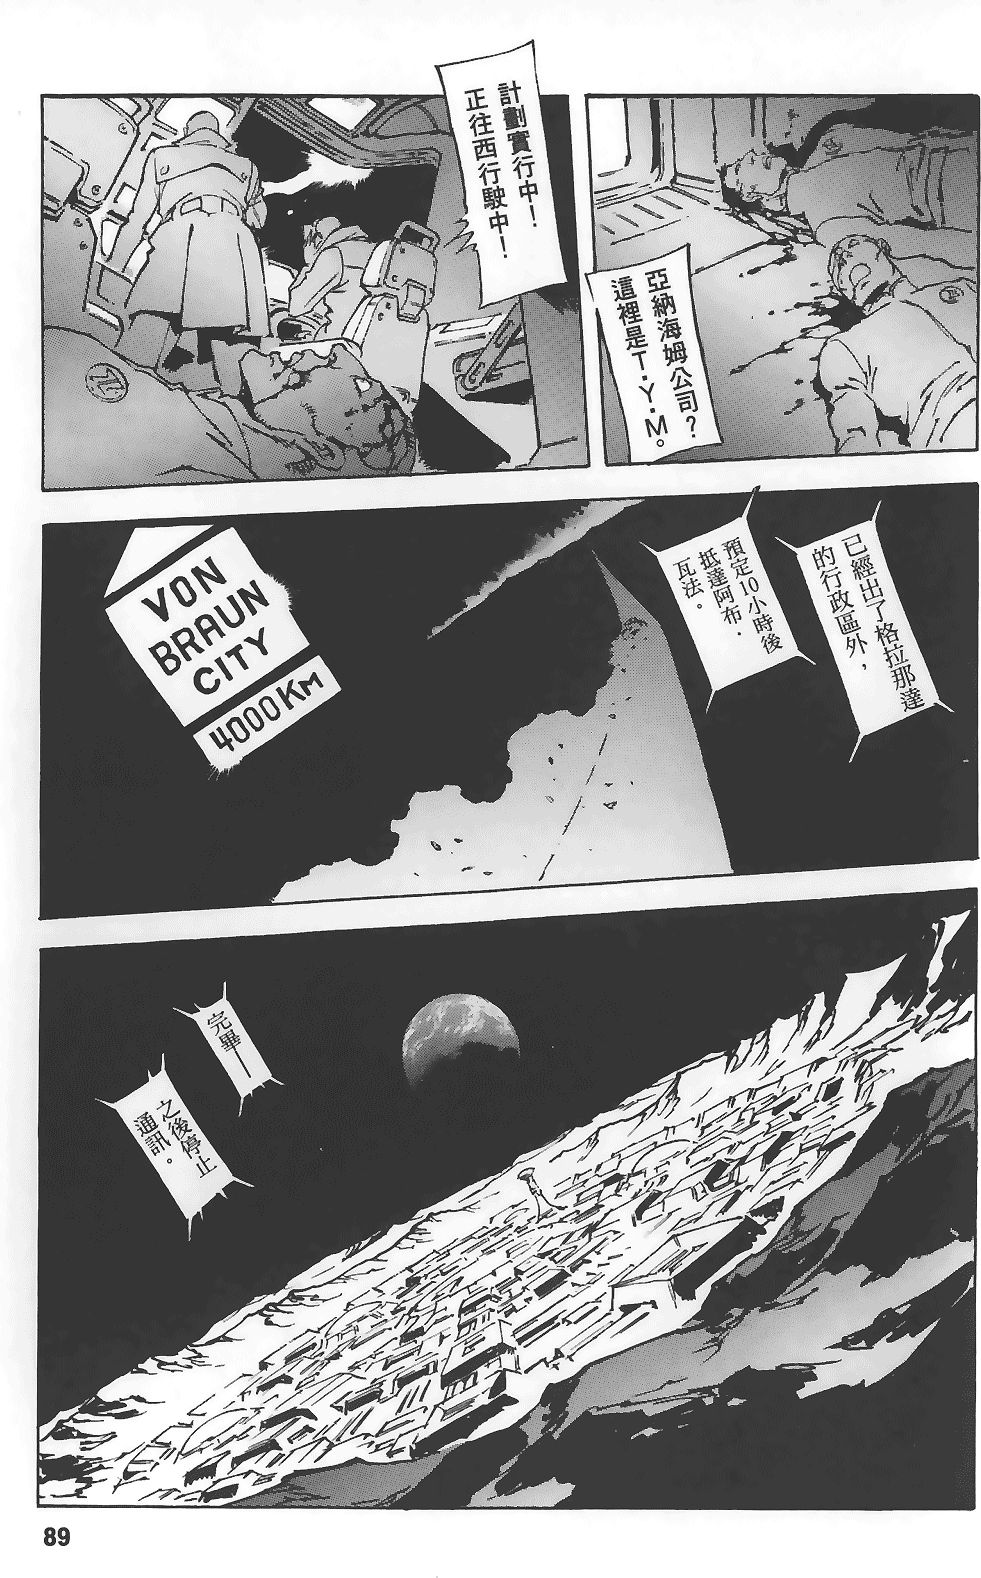 亞納海姆公司？
這裡是T.Y.M。
計劃實行中！
正往西行駛中！
已經出了格拉那達
的行政區外，
預定10小時後
抵達阿布．
瓦法。
VON
BRAUN
CITY
4000KM
完畢——
之後停止
通訊。
89